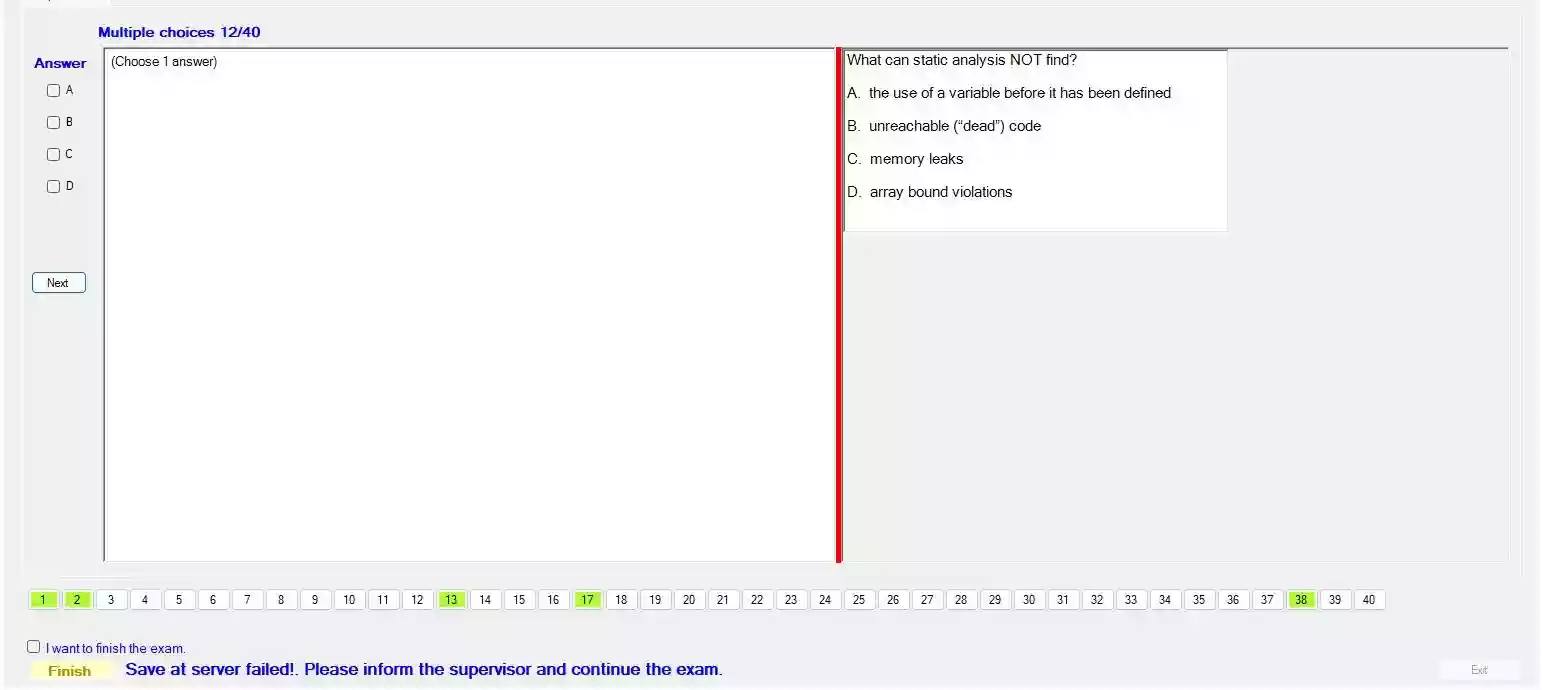 Multiple choices 12/40
Answer
(Choose 1 answer)
A
B
C
D
Next
What can static analysis NOT find?
A. the use of a variable before it has been defined
B. unreachable (“dead”) code
C. memory leaks
D. array bound violations
1 2 3 4 5 6 7 8 9 10 11 12 13 14 15 16 17 18 19 20 21 22 23 24 25 26 27 28 29 30 31 32 33 34 35 36 37 38 39 40
I want to finish the exam.
Finish Save at server failed!. Please inform the supervisor and continue the exam.
Exit